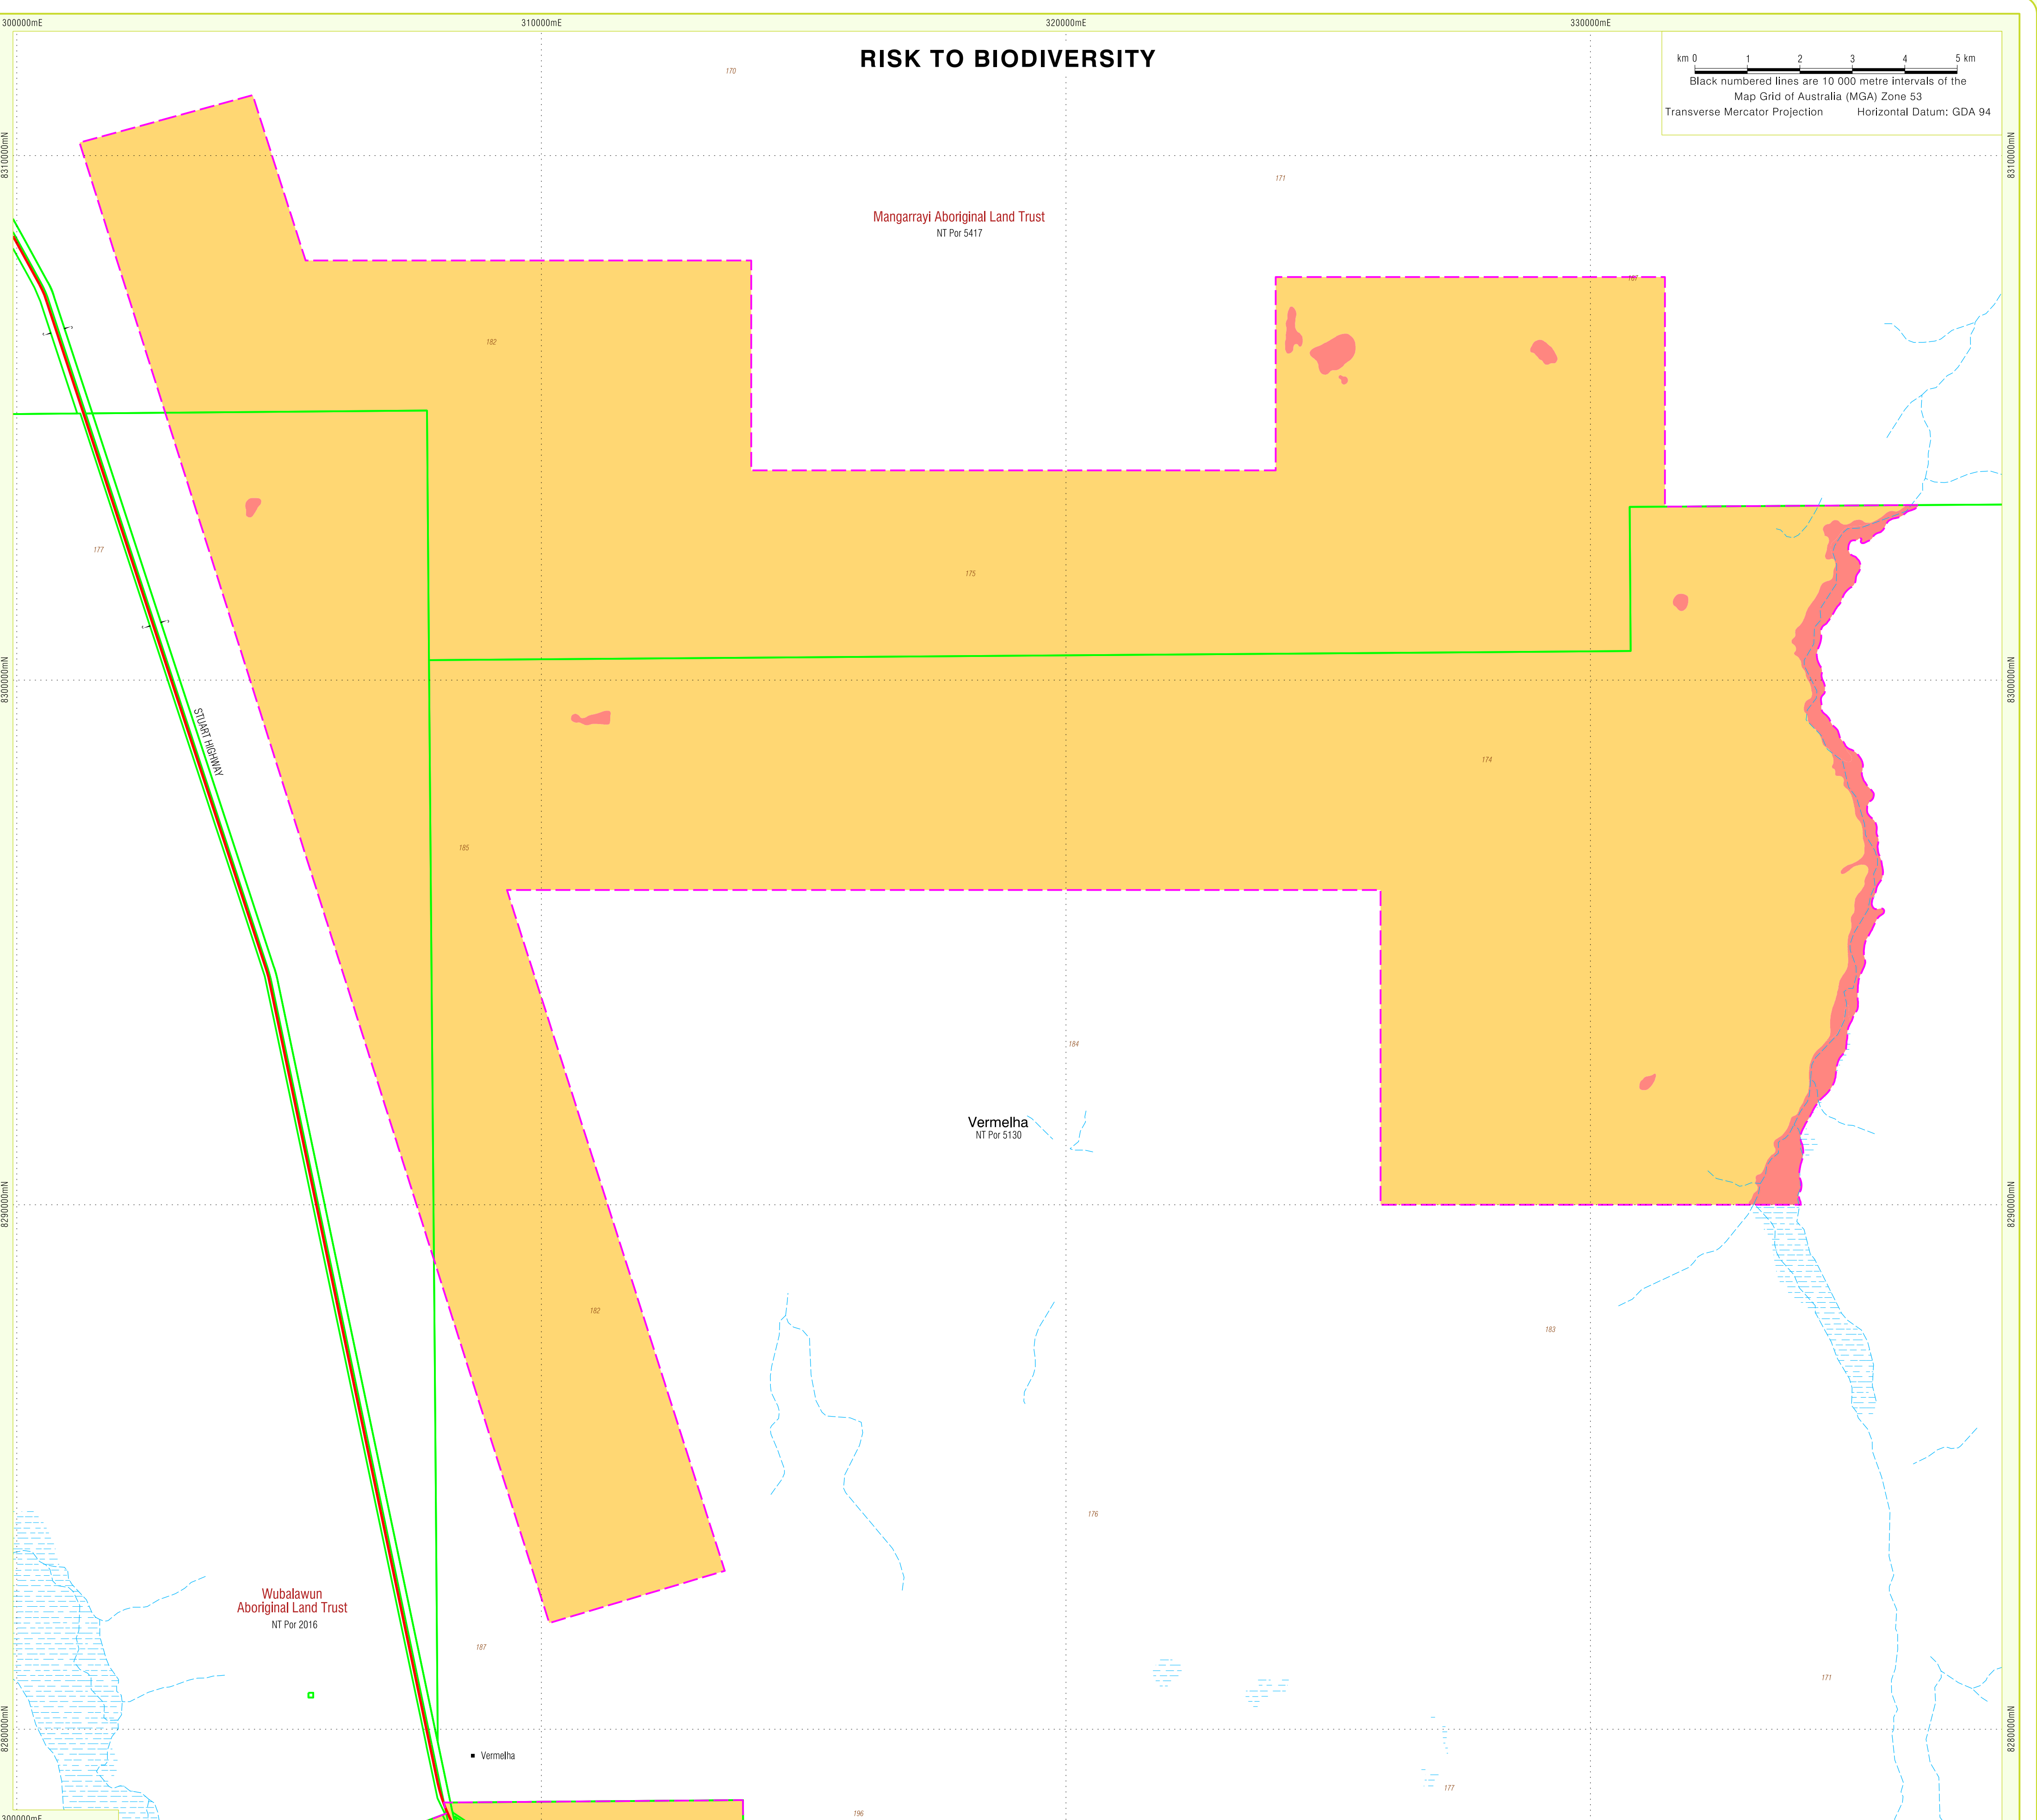 300000mE
310000mE
320000mE
330000mE
RISK TO BIODIVERSITY
km 0 1 2 3 4 5 km
Black numbered lines are 10 000 metre intervals of the
Map Grid of Australia (MGA) Zone 53
Transverse Mercator Projection Horizontal Datum: GDA 94
170
8310000mN
8310000mN
171
Mangarrayi Aboriginal Land Trust
NT Por 5417
187
182
177
175
8300000mN
8300000mN
STUART HIGHWAY
174
185
184
Vermelha
NT Por 5130
8290000mN
8290000mN
182
183
176
Wubalawun
Aboriginal Land Trust
NT Por 2016
187
171
8280000mN
8280000mN
Vermelha
177
196
300000mE